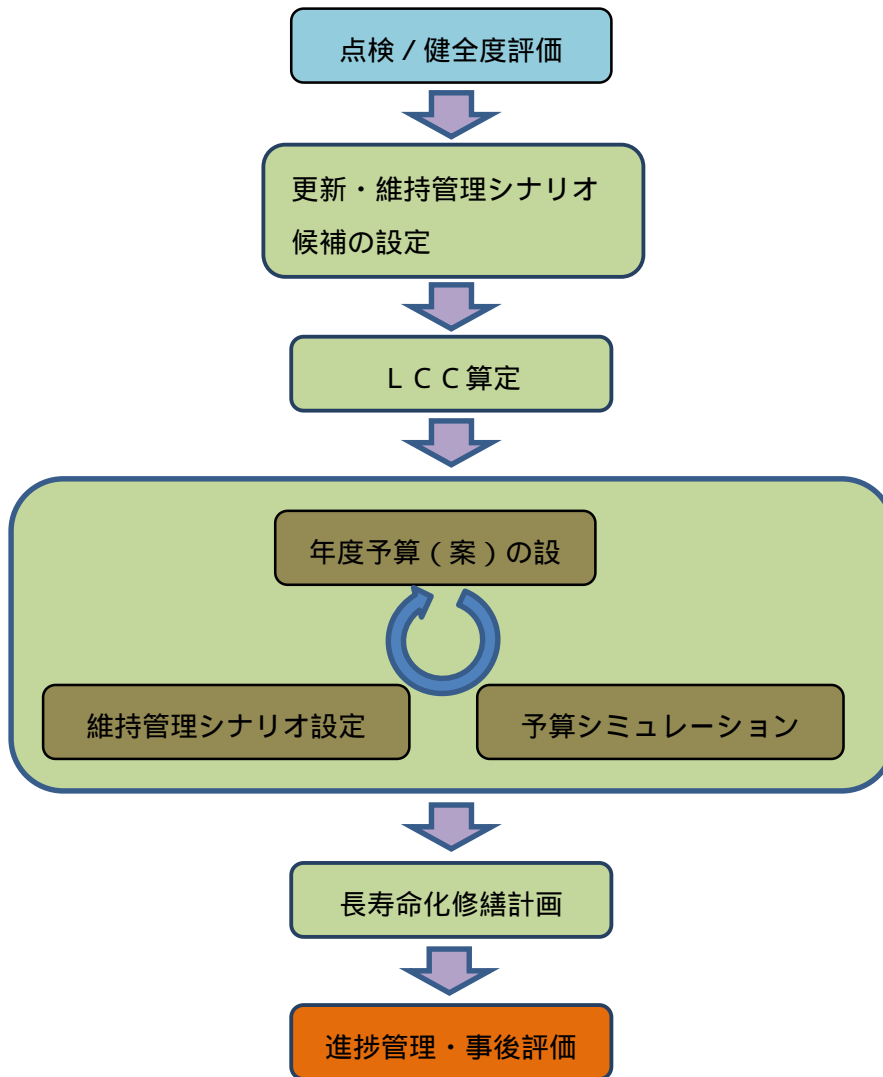 点検／健全度評価
更新・維持管理シナリオ
候補の設定
ＬＣＣ算定
年度予算（案）の設
維持管理シナリオ設定
予算シミュレーション
長寿命化修繕計画
進捗管理・事後評価